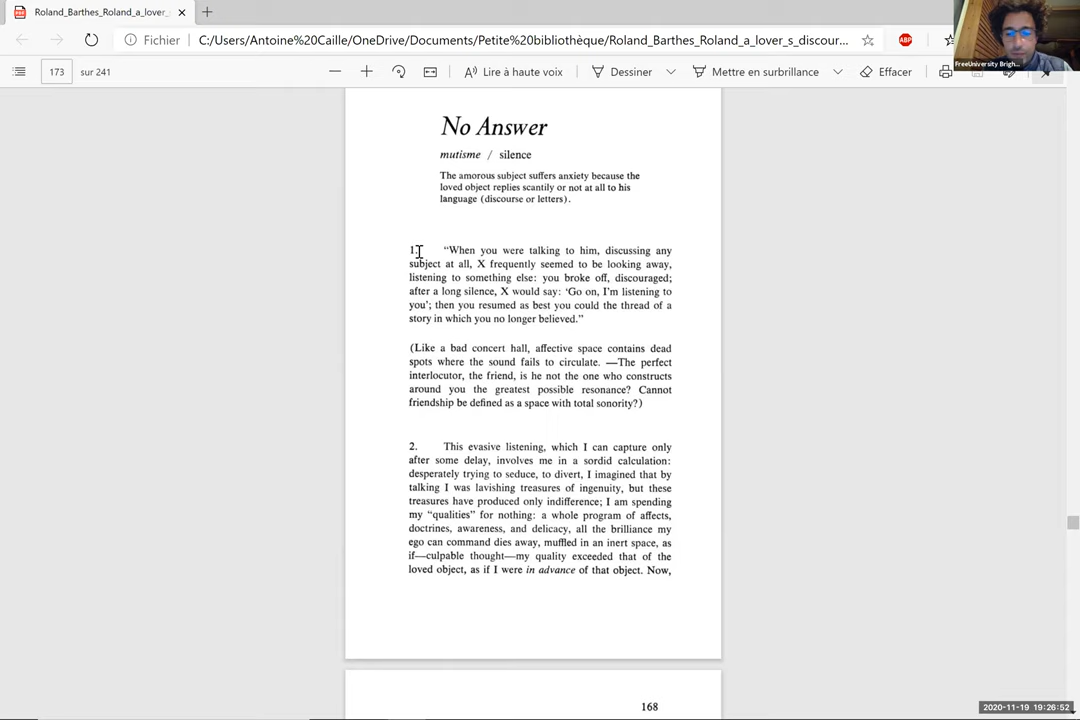 Roland_Barthes_Roland_a_lover_
Fichier C:/Users/Antoine%20Caille/OneDrive/Documents/Petite%20bibliothèque/Roland_Barthes_Roland_a_lover_s_discour...
ABP
FreeUniversity Brigh...
173 sur 241 Lire à haute voix Dessiner Mettre en surbrillance Effacer
No Answer
mutisme / silence
The amorous subject suffers anxiety because the
loved object replies scantily or not at all to his
language (discourse or letters).
1. “When you were talking to him, discussing any
subject at all, X frequently seemed to be looking away,
listening to something else: you broke off, discouraged;
after a long silence, X would say: ‘Go on, I’m listening to
you’; then you resumed as best you could the thread of a
story in which you no longer believed.”
(Like a bad concert hall, affective space contains dead
spots where the sound fails to circulate. —The perfect
interlocutor, the friend, is he not the one who constructs
around you the greatest possible resonance? Cannot
friendship be defined as a space with total sonority?)
2. This evasive listening, which I can capture only
after some delay, involves me in a sordid calculation:
desperately trying to seduce, to divert, I imagined that by
talking I was lavishing treasures of ingenuity, but these
treasures have produced only indifference; I am spending
my “qualities” for nothing: a whole program of affects,
doctrines, awareness, and delicacy, all the brilliance my
ego can command dies away, muffled in an inert space, as
if—culpable thought—my quality exceeded that of the
loved object, as if I were in advance of that object. Now,
168
2020-11-19 19:26:52